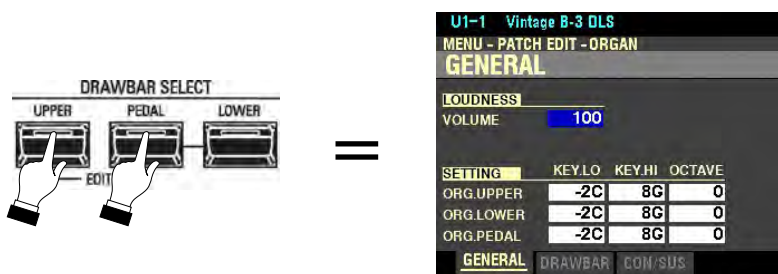 DRAWBAR SELECT
UPPER PEDAL LOWER
EDIT
=
U1-1 Vintage B-3 DLS
MENU - PATCH EDIT - ORGAN
GENERAL
LOUDNESS
VOLUME 100
SETTING KEY.LO KEY.HI OCTAVE
ORG.UPPER -2C 8G 0
ORG.LOWER -2C 8G 0
ORG.PEDAL -2C 8G 0
GENERAL DRAWBAR CON/SUS